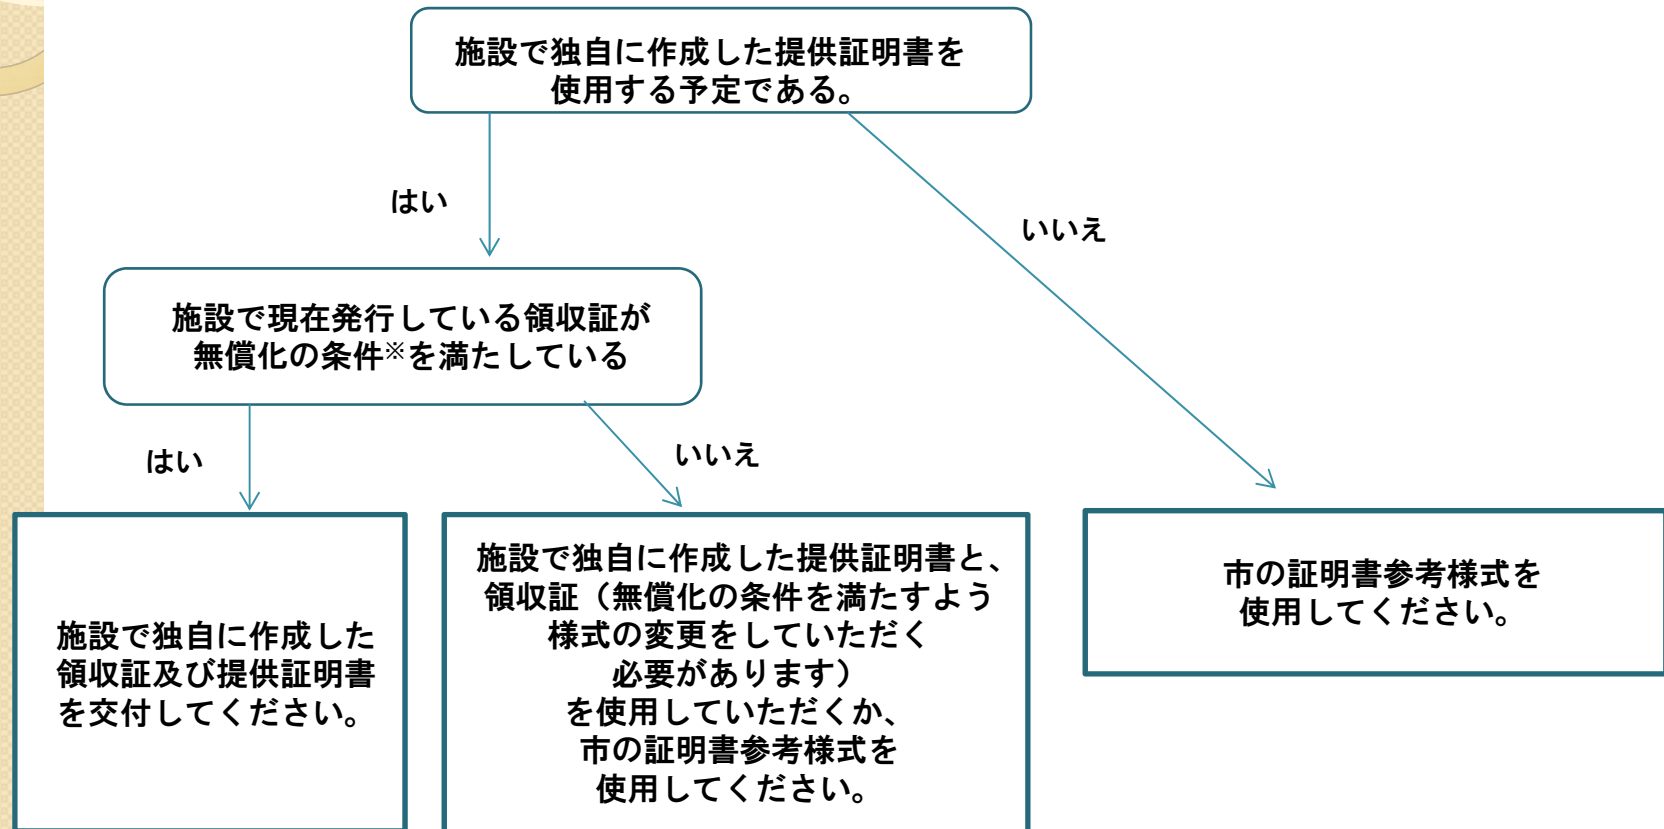 施設で独自に作成した提供証明書を
使用する予定である。
はい
いいえ
施設で現在発行している領収証が
無償化の条件※を満たしている
はい
いいえ
施設で独自に作成した
領収証及び提供証明書
を交付してください。
施設で独自に作成した提供証明書と、
領収証（無償化の条件を満たすよう
様式の変更をしていただく
必要があります）
を使用していただくか、
市の証明書参考様式を
使用してください。
市の証明書参考様式を
使用してください。